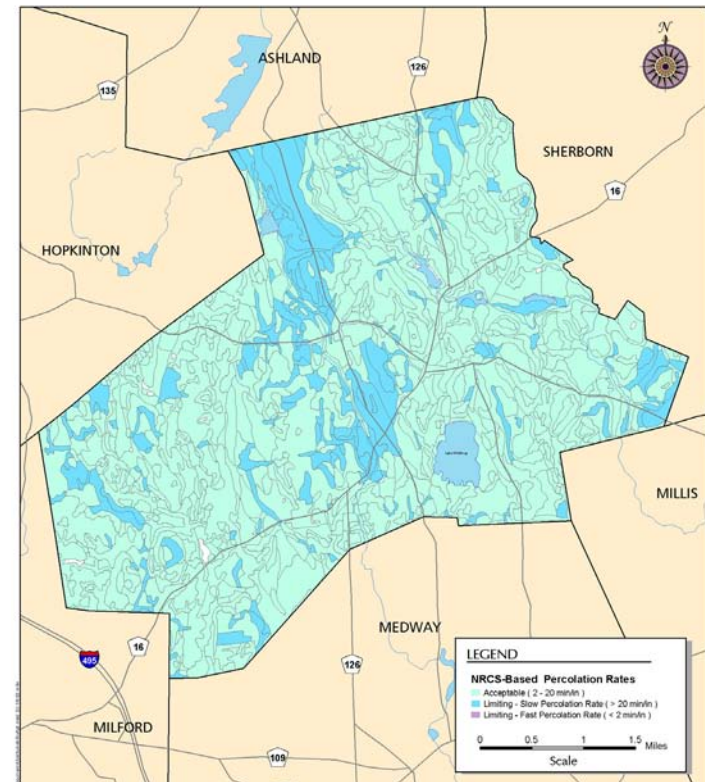 N
ASHLAND
126
135
SHERBORN
16
HOPKINTON
MILLIS
MEDWAY
495
16
126
MILFORD
109
LEGEND
NRCS-Based Percolation Rates
Acceptable ( 2 - 20 min/in )
Limiting - Slow Percolation Rate ( > 20 min/in )
Limiting - Fast Percolation Rate ( < 2 min/in )
0 0.5 1 1.5 Miles
Scale